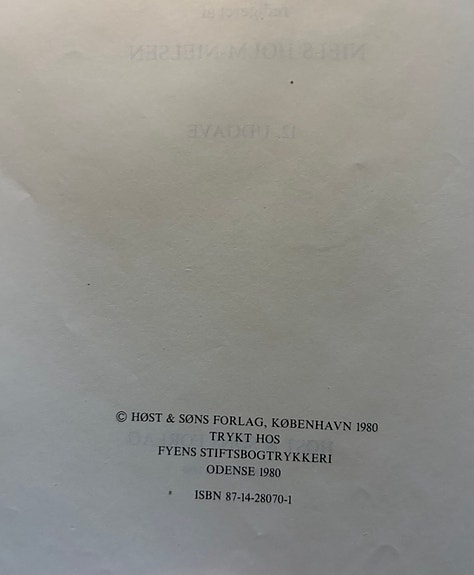 © HØST & SØNS FORLAG, KØBENHAVN 1980
TRYKT HOS
FYENS STIFTSBOGTRYKKERI
ODENSE 1980
ISBN 87-14-28070-1